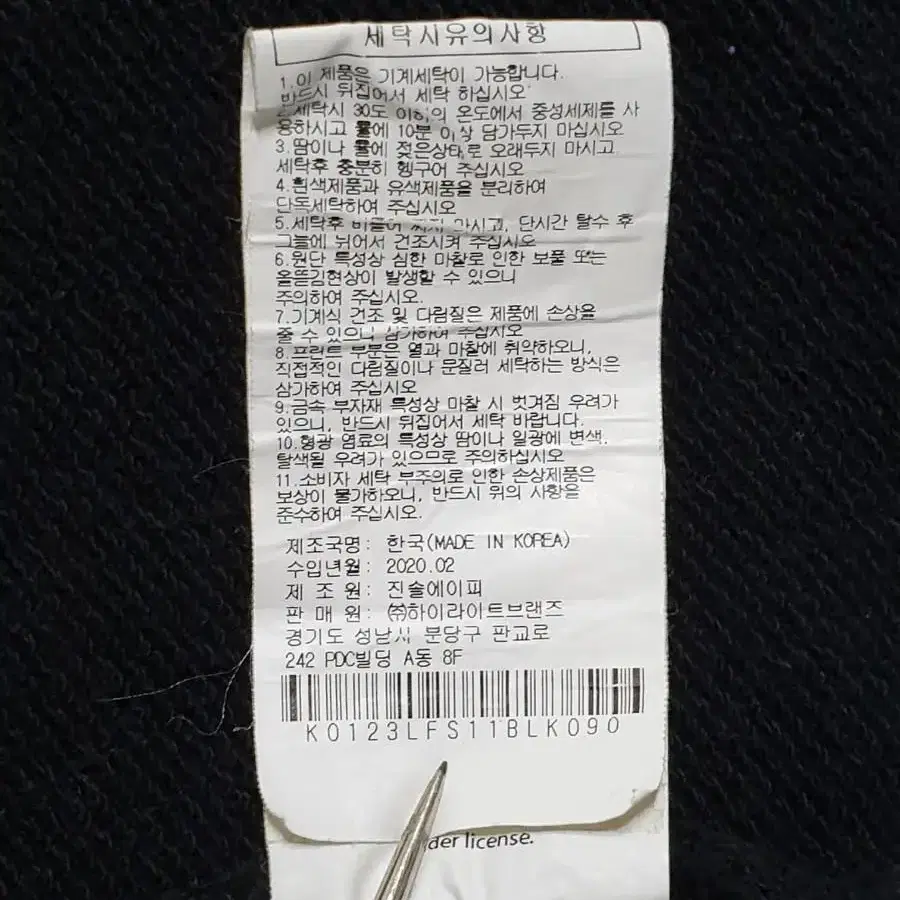 세탁시유의사항
1.이 제품은 기계세탁이 가능합니다.
반드시 뒤집어서 세탁 하십시오
2.세탁시 30도 이하의 온도에서 중성세제를 사
용하시고 물에 10분 이상 담가두지 마십시오
3.땀이나 물에 젖은상태로 오래두지 마시고
세탁후 충분히 헹구어 주십시오
4.흰색제품과 유색제품을 분리하여
단독세탁하여 주십시오
5.세탁후 비틀어 짜지 마시고, 단시간 탈수 후
그늘에 뉘어서 건조시켜 주십시오
6.원단 특성상 심한 마찰로 인한 보풀 또는
올뜯김현상이 발생할 수 있으니
주의하여 주십시오.
7.기계식 건조 및 다림질은 제품에 손상을
줄 수 있으니 삼가하여 주십시오
8.프린트 부분은 열과 마찰에 취약하오니,
직접적인 다림질이나 문질러 세탁하는 방식은
삼가하여 주십시오
9.금속 부자재 특성상 마찰 시 벗겨짐 우려가
있으니, 반드시 뒤집어서 세탁 바랍니다.
10.형광 염료의 특성상 땀이나 일광에 변색.
탈색될 우려가 있으므로 주의하십시오
11.소비자 세탁 부주의로 인한 손상제품은
보상이 불가하오니, 반드시 위의 사항을
준수하여 주십시오.
제조국명: 한국(MADE IN KOREA)
수입년월: 2020.02
제 조 원: 진솔에이피
판 매 원: ㈜하이라이트브랜즈
경기도 성남시 분당구 판교로
242 PDC빌딩 A동 8F
K0123LFS11BLK090
license.